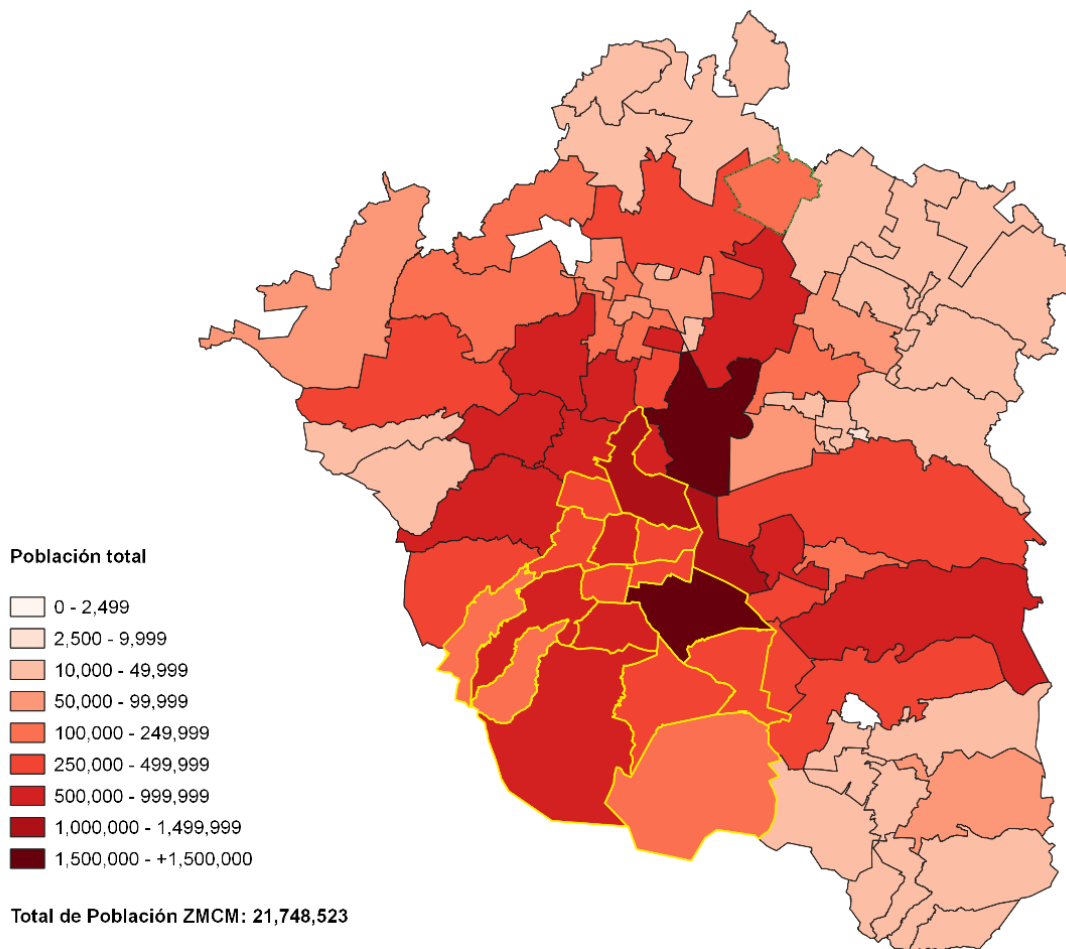 Población total
0 - 2,499
2,500 - 9,999
10,000 - 49,999
50,000 - 99,999
100,000 - 249,999
250,000 - 499,999
500,000 - 999,999
1,000,000 - 1,499,999
1,500,000 - +1,500,000
Total de Población ZMCM: 21,748,523